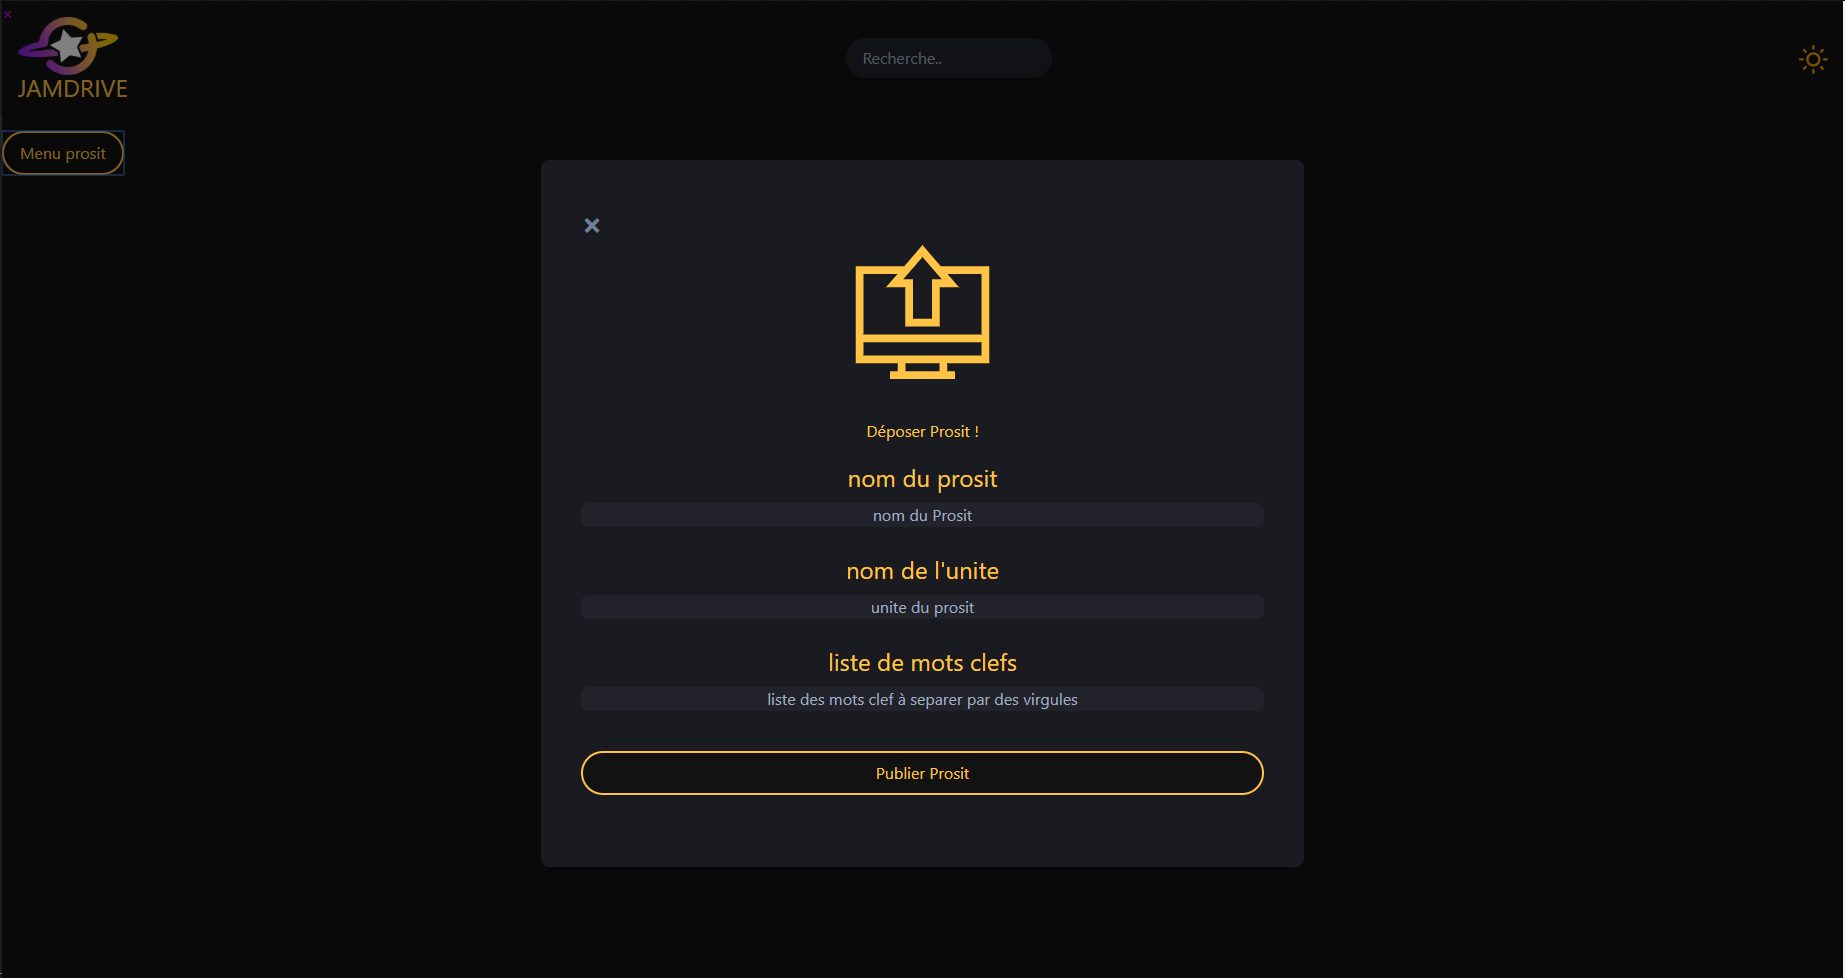 JAMDRIVE
Recherche..
Menu prosit
Déposer Prosit !
nom du prosit
nom du Prosit
nom de l'unite
unite du prosit
liste de mots clefs
liste des mots clef à separer par des virgules
Publier Prosit